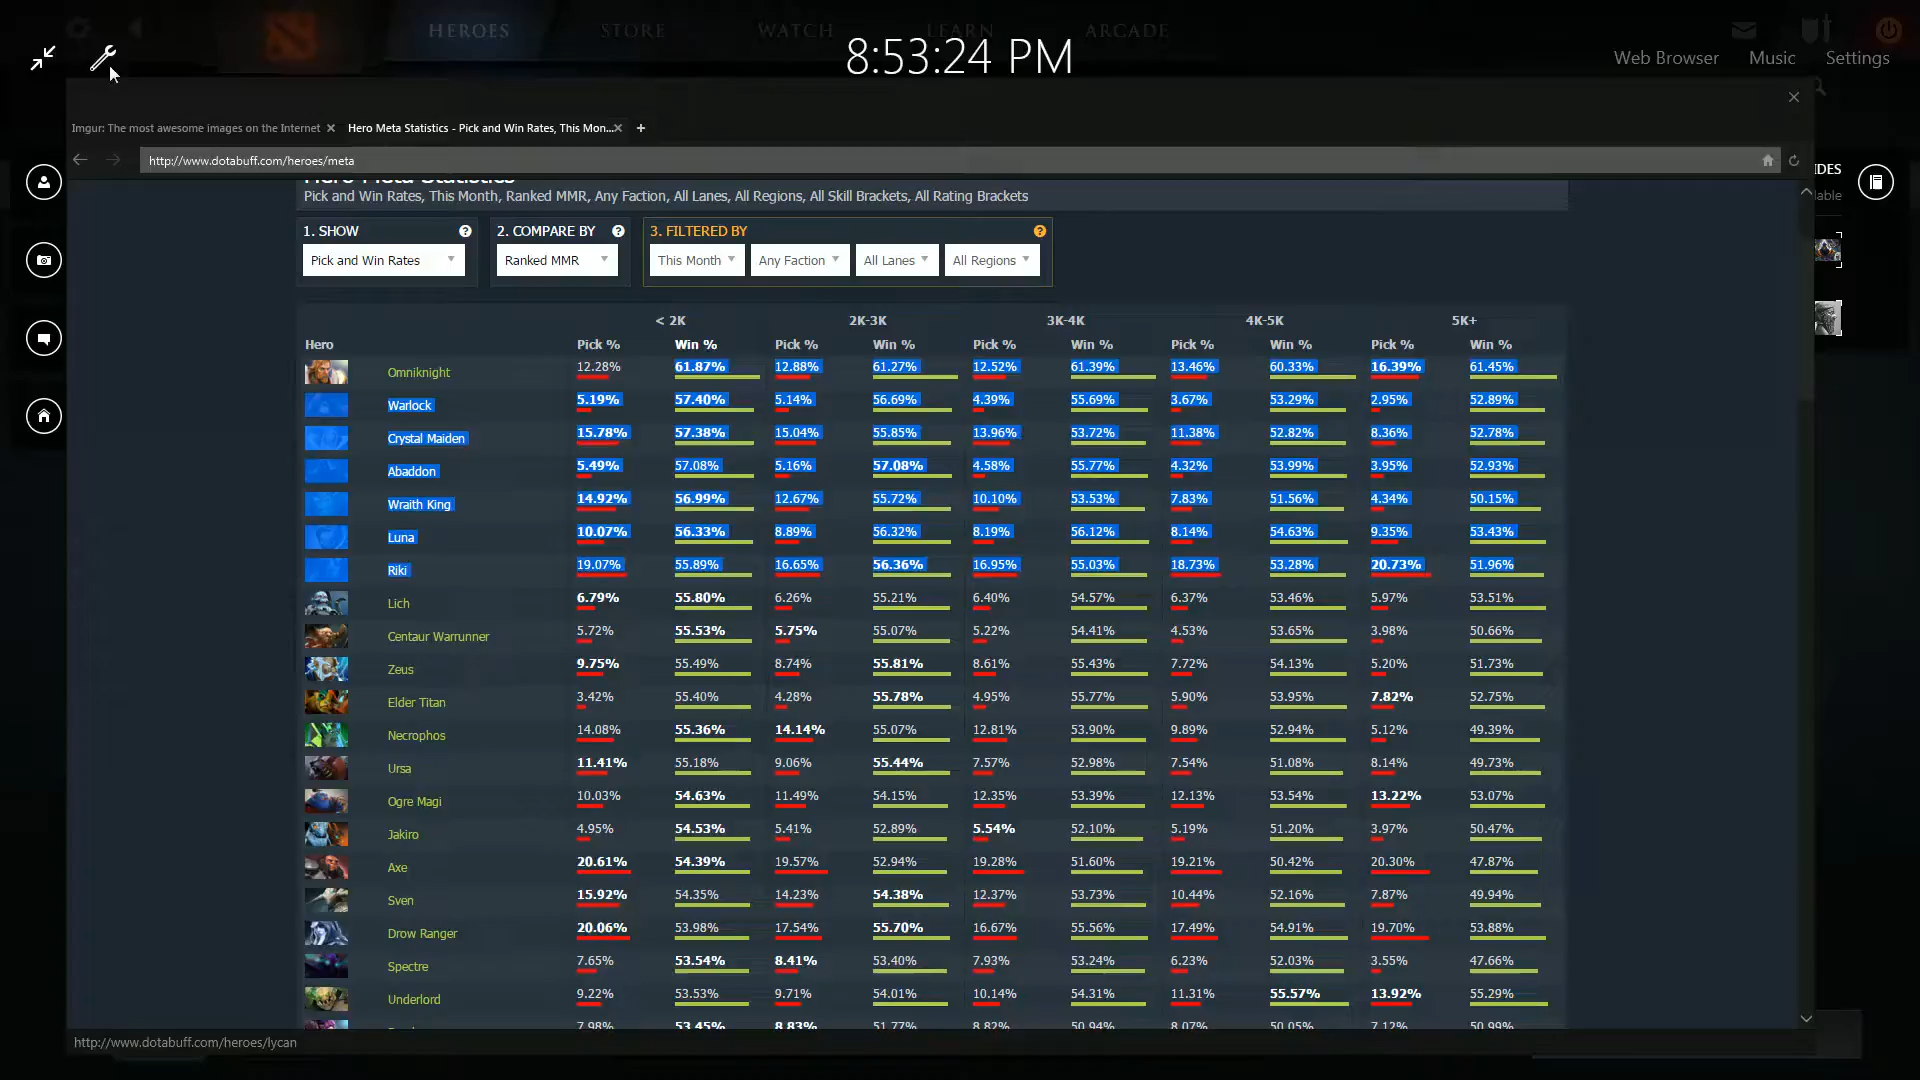 HEROES STORE WATCH LEARN ARCADE
8:53:24 PM
Web Browser Music Settings
Imgur: The most awesome images on the Internet × Hero Meta Statistics - Pick and Win Rates, This Mon... × +
http://www.dotabuff.com/heroes/meta
Hero Meta Statistics
Pick and Win Rates, This Month, Ranked MMR, Any Faction, All Lanes, All Regions, All Skill Brackets, All Rating Brackets
1. SHOW ? 2. COMPARE BY ? 3. FILTERED BY ?
Pick and Win Rates Ranked MMR This Month Any Faction All Lanes All Regions
IDES
lable
< 2K 2K-3K 3K-4K 4K-5K 5K+
Hero Pick % Win % Pick % Win % Pick % Win % Pick % Win % Pick % Win %
Omniknight 12.28% 61.87% 12.88% 61.27% 12.52% 61.39% 13.46% 60.33% 16.39% 61.45%
Warlock 5.19% 57.40% 5.14% 56.69% 4.39% 55.69% 3.67% 53.29% 2.95% 52.89%
Crystal Maiden 15.78% 57.38% 15.04% 55.85% 13.96% 53.72% 11.38% 52.82% 8.36% 52.78%
Abaddon 5.49% 57.08% 5.16% 57.08% 4.58% 55.77% 4.32% 53.99% 3.95% 52.93%
Wraith King 14.92% 56.99% 12.67% 55.72% 10.10% 53.53% 7.83% 51.56% 4.34% 50.15%
Luna 10.07% 56.33% 8.89% 56.32% 8.19% 56.12% 8.14% 54.63% 9.35% 53.43%
Riki 19.07% 55.89% 16.65% 56.36% 16.95% 55.03% 18.73% 53.28% 20.73% 51.96%
Lich 6.79% 55.80% 6.26% 55.21% 6.40% 54.57% 6.37% 53.46% 5.97% 53.51%
Centaur Warrunner 5.72% 55.53% 5.75% 55.07% 5.22% 54.41% 4.53% 53.65% 3.98% 50.66%
Zeus 9.75% 55.49% 8.74% 55.81% 8.61% 55.43% 7.72% 54.13% 5.20% 51.73%
Elder Titan 3.42% 55.40% 4.28% 55.78% 4.95% 55.77% 5.90% 53.95% 7.82% 52.75%
Necrophos 14.08% 55.36% 14.14% 55.07% 12.81% 53.90% 9.89% 52.94% 5.12% 49.39%
Ursa 11.41% 55.18% 9.06% 55.44% 7.57% 52.98% 7.54% 51.08% 8.14% 49.73%
Ogre Magi 10.03% 54.63% 11.49% 54.15% 12.35% 53.39% 12.13% 53.54% 13.22% 53.07%
Jakiro 4.95% 54.53% 5.41% 52.89% 5.54% 52.10% 5.19% 51.20% 3.97% 50.47%
Axe 20.61% 54.39% 19.57% 52.94% 19.28% 51.60% 19.21% 50.42% 20.30% 47.87%
Sven 15.92% 54.35% 14.23% 54.38% 12.37% 53.73% 10.44% 52.16% 7.87% 49.94%
Drow Ranger 20.06% 53.98% 17.54% 55.70% 16.67% 55.56% 17.49% 54.91% 19.70% 53.88%
Spectre 7.65% 53.54% 8.41% 53.40% 7.93% 53.24% 6.23% 52.03% 3.55% 47.66%
Underlord 9.22% 53.53% 9.71% 54.01% 10.14% 54.31% 11.31% 55.57% 13.92% 55.29%
7.98% 53.45% 8.83% 51.77% 8.82% 50.94% 8.07% 50.05% 7.12% 50.99%
http://www.dotabuff.com/heroes/lycan